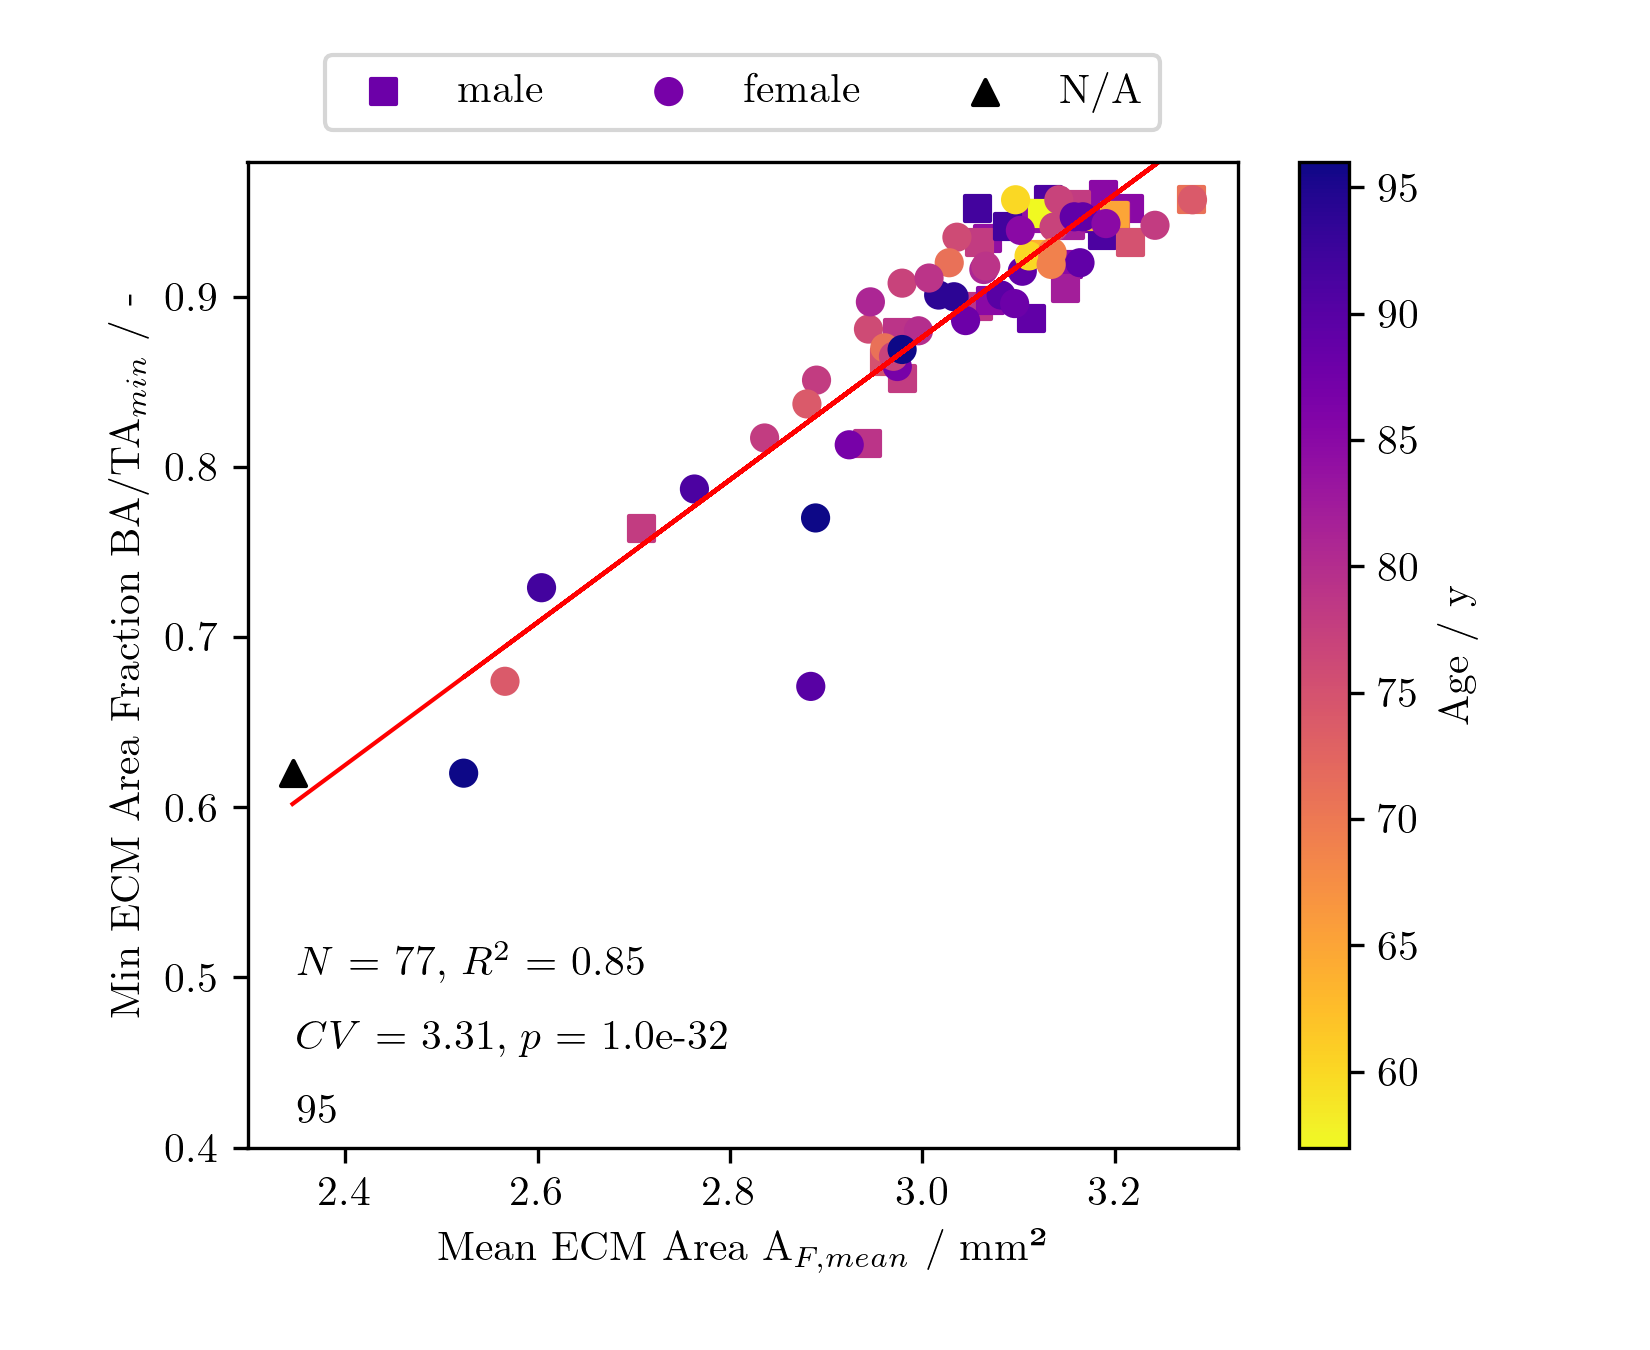 male female N/A
0.9
0.8
0.7
0.6
0.5
0.4
Min ECM Area Fraction BA/TA_min / -
N = 77, R² = 0.85
CV = 3.31, p = 1.0e-32
95
2.4 2.6 2.8 3.0 3.2
Mean ECM Area A_F,mean / mm²
95
90
85
80
75
70
65
60
Age / y